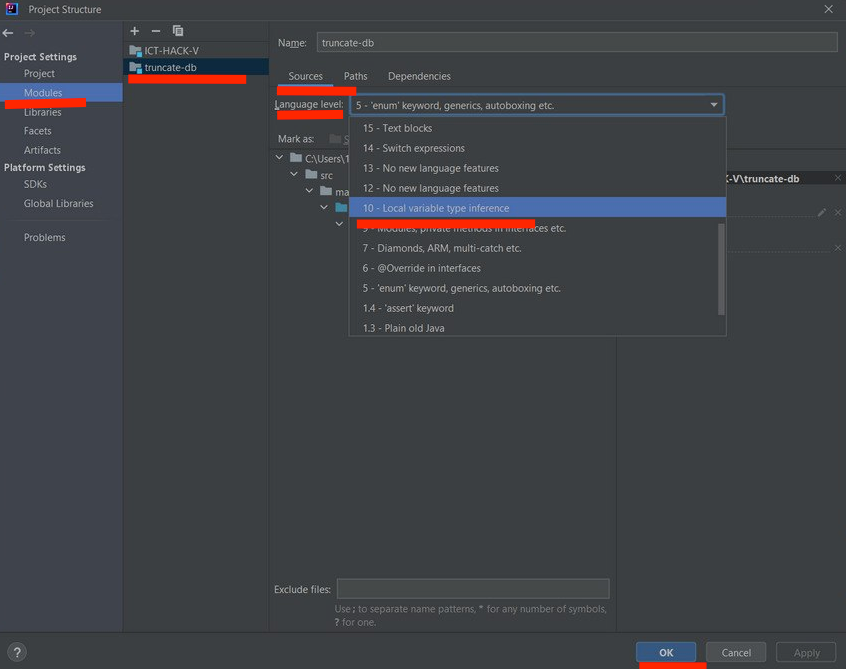 Project Structure
Project Settings
Project
Modules
Libraries
Facets
Artifacts
Platform Settings
SDKs
Global Libraries
Problems
ICT-HACK-V
truncate-db
Name:
truncate-db
Sources
Paths
Dependencies
Language level:
5 - 'enum' keyword, generics, autoboxing etc.
Mark as:
15 - Text blocks
14 - Switch expressions
13 - No new language features
12 - No new language features
10 - Local variable type inference
9 - Modules, private methods in interfaces etc.
7 - Diamonds, ARM, multi-catch etc.
6 - @Override in interfaces
5 - 'enum' keyword, generics, autoboxing etc.
1.4 - 'assert' keyword
1.3 - Plain old Java
C:\Users\1
src
ma
-V\truncate-db
Exclude files:
Use ; to separate name patterns, * for any number of symbols,
? for one.
?
OK
Cancel
Apply